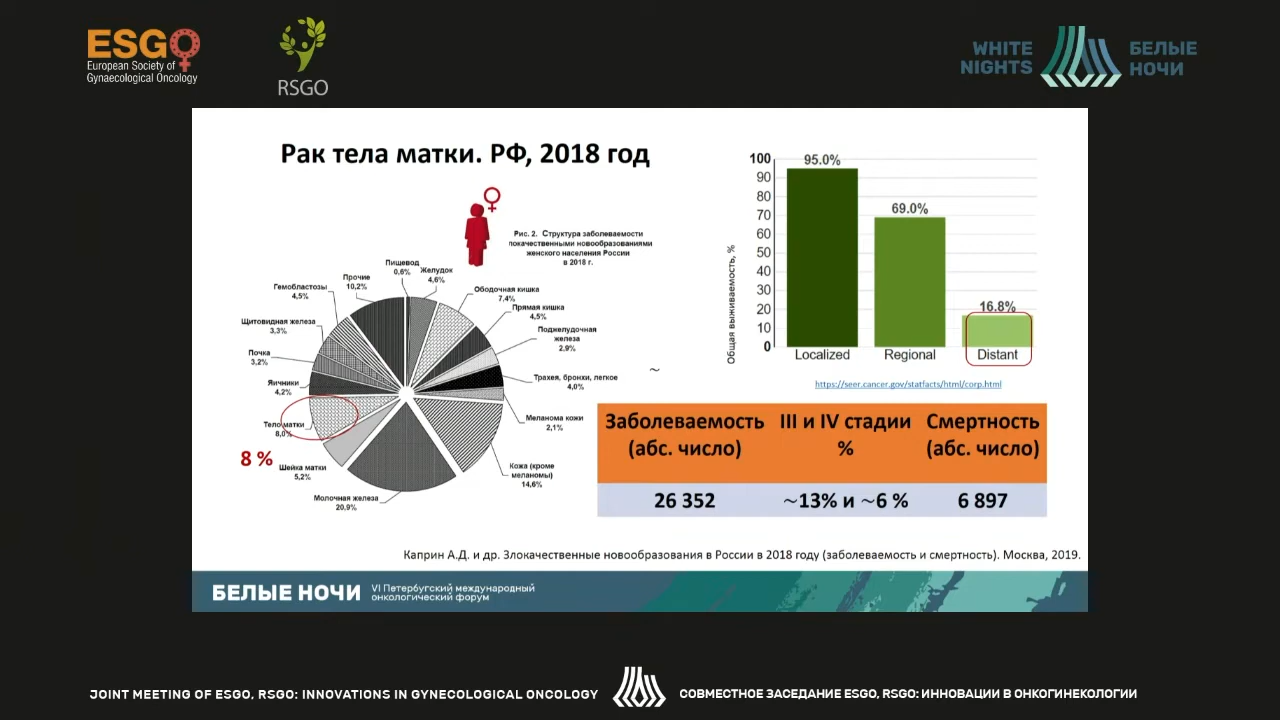 ESGO
European Society of
Gynaecological Oncology
RSGO
WHITE
NIGHTS
БЕЛЫЕ
НОЧИ
Рак тела матки. РФ, 2018 год
Рис. 2. Структура заболеваемости
локачественными новообразованиями
женского населения России
в 2018 г.
Пищевод
0,6%
Желудок
4,6%
Ободочная кишка
7,4%
Прямая кишка
4,5%
Поджелудочная
железа
2,9%
Трахея, бронхи, легкое
4,0%
Меланома кожи
2,1%
Кожа (кроме
меланомы)
14,6%
Молочная железа
20,9%
Шейка матки
5,2%
8 %
Тело матки
8,0%
Яичники
4,2%
Почка
3,2%
Щитовидная железа
3,3%
Гемобластозы
4,5%
Прочие
10,2%
~
Общая выживаемость, %
100
90
80
70
60
50
40
30
20
10
0
95.0%
69.0%
16.8%
Localized
Regional
Distant
https://seer.cancer.gov/statfacts/html/corp.html
Заболеваемость
(абс. число)
III и IV стадии
%
Смертность
(абс. число)
26 352
~13% и ~6 %
6 897
Каприн А.Д. и др. Злокачественные новообразования в России в 2018 году (заболеваемость и смертность). Москва, 2019.
БЕЛЫЕ НОЧИ
VI Петербугский международный
онкологический форум
JOINT MEETING OF ESGO, RSGO: INNOVATIONS IN GYNECOLOGICAL ONCOLOGY
СОВМЕСТНОЕ ЗАСЕДАНИЕ ESGO, RSGO: ИННОВАЦИИ В ОНКОГИНЕКОЛОГИИ